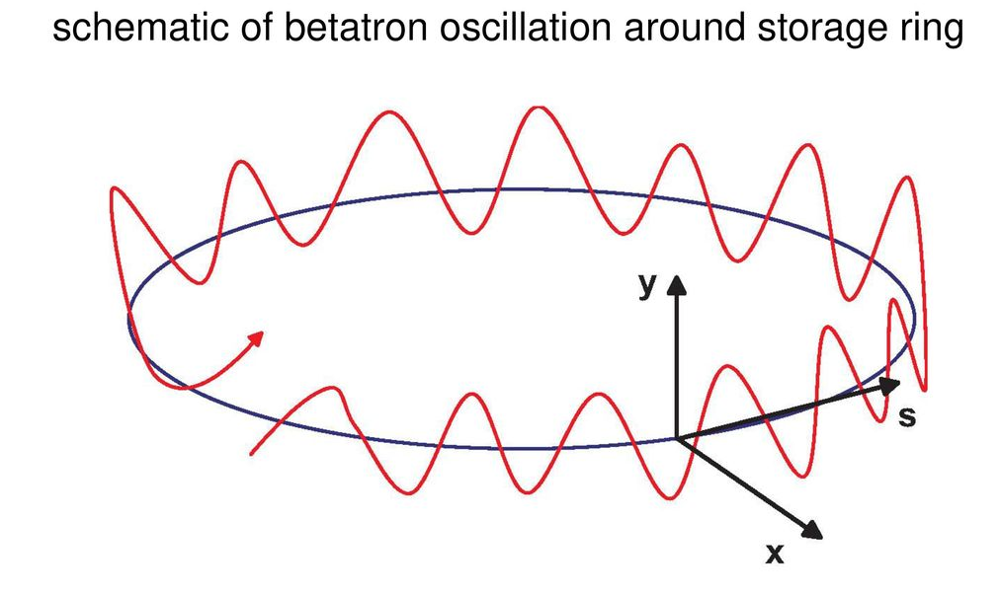 schematic of betatron oscillation around storage ring
y
s
x